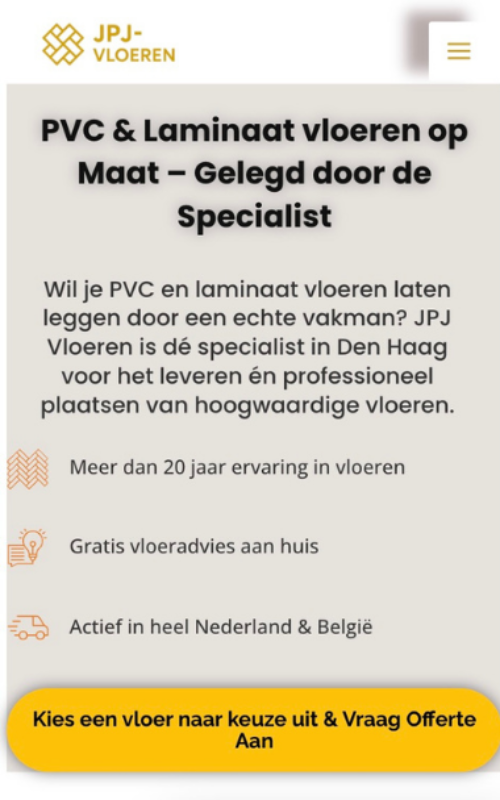 JPJ-
VLOEREN
PVC & Laminaat vloeren op
Maat – Gelegd door de
Specialist
Wil je PVC en laminaat vloeren laten
leggen door een echte vakman? JPJ
Vloeren is dé specialist in Den Haag
voor het leveren én professioneel
plaatsen van hoogwaardige vloeren.
Meer dan 20 jaar ervaring in vloeren
Gratis vloeradvies aan huis
Actief in heel Nederland & België
Kies een vloer naar keuze uit & Vraag Offerte
Aan